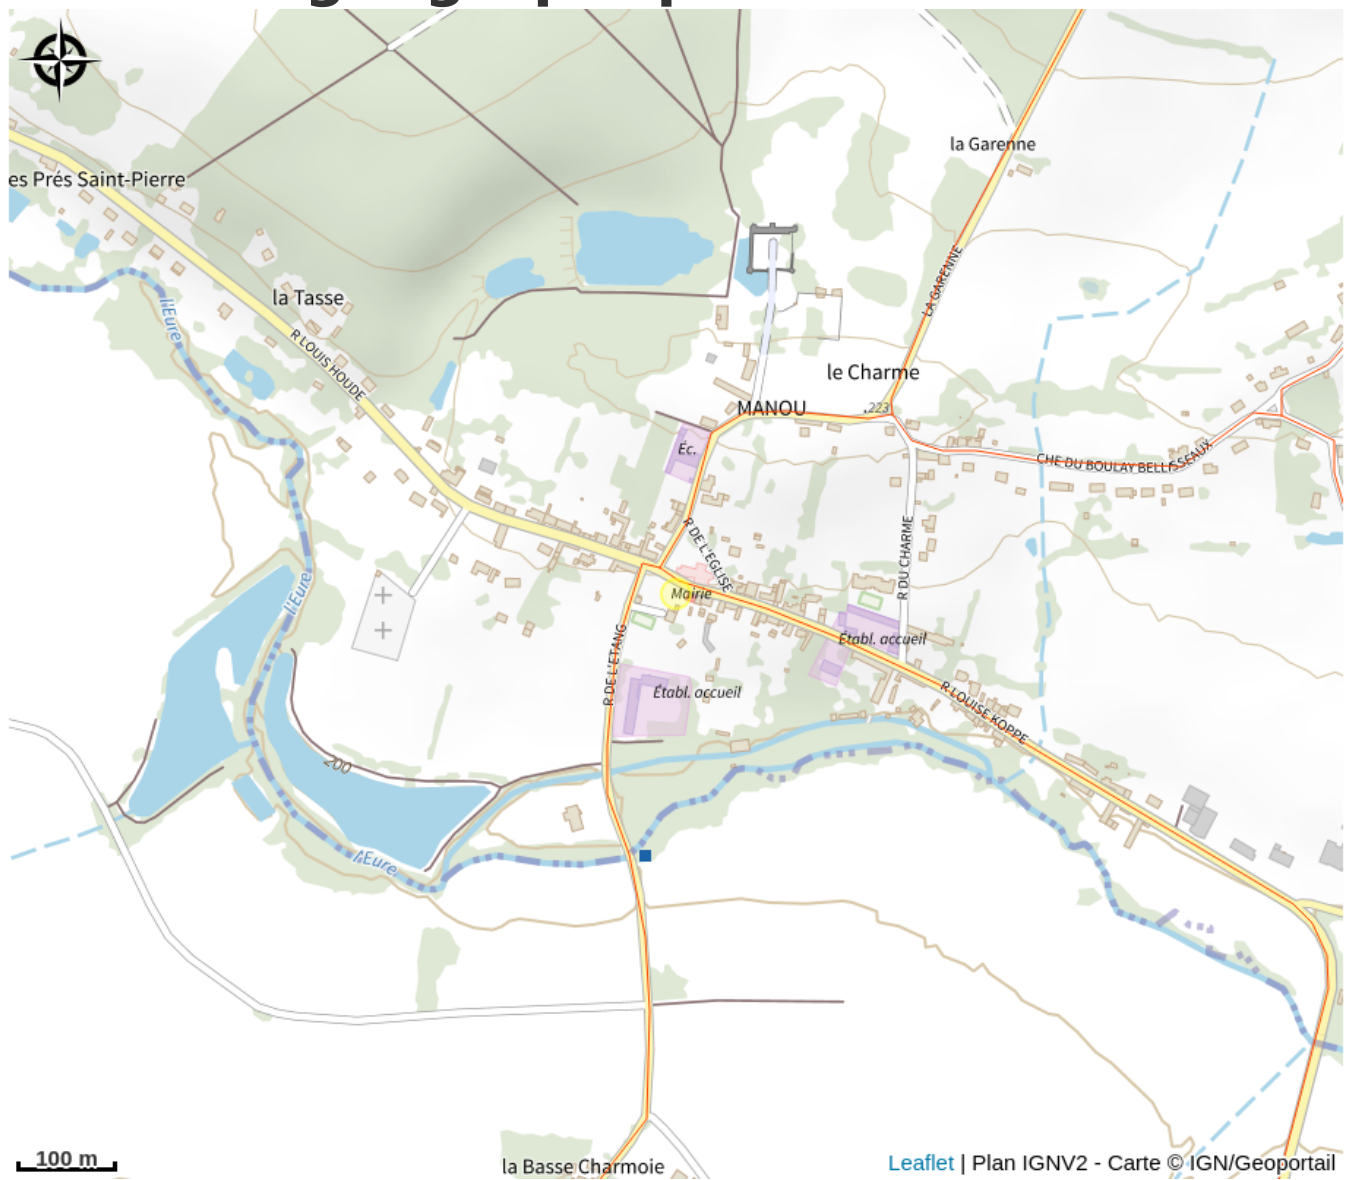 la Garenne
es Prés Saint-Pierre
LA GARENNE
la Tasse
l'Eure
R LOUIS HOUDE
le Charme
MANOU
.223
Éc.
CHE DU BOULAY BELLISSEAUX
R DE L'EGLISE
R DU CHARME
l'Eure
Mairie
Établ. accueil
R DE L'ETANG
Établ. accueil
R LOUISE KOPPE
200
l'Eure
100 m
la Basse Charmoie
Leaflet | Plan IGNV2 - Carte © IGN/Geoportail